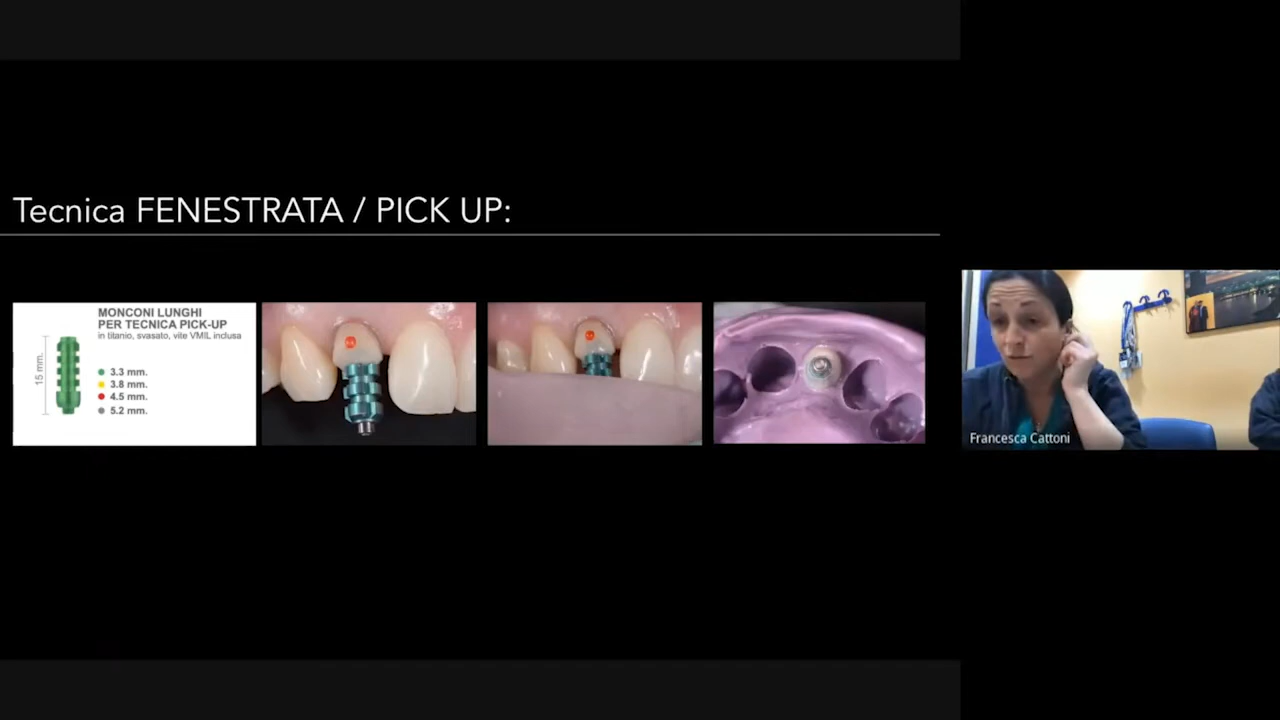 Tecnica FENESTRATA / PICK UP:
MONCONI LUNGHI
PER TECNICA PICK-UP
in titanio, svasato, vite VMIL inclusa
15 mm.
3.3 mm.
3.8 mm.
4.5 mm.
5.2 mm.
Francesca Cattoni